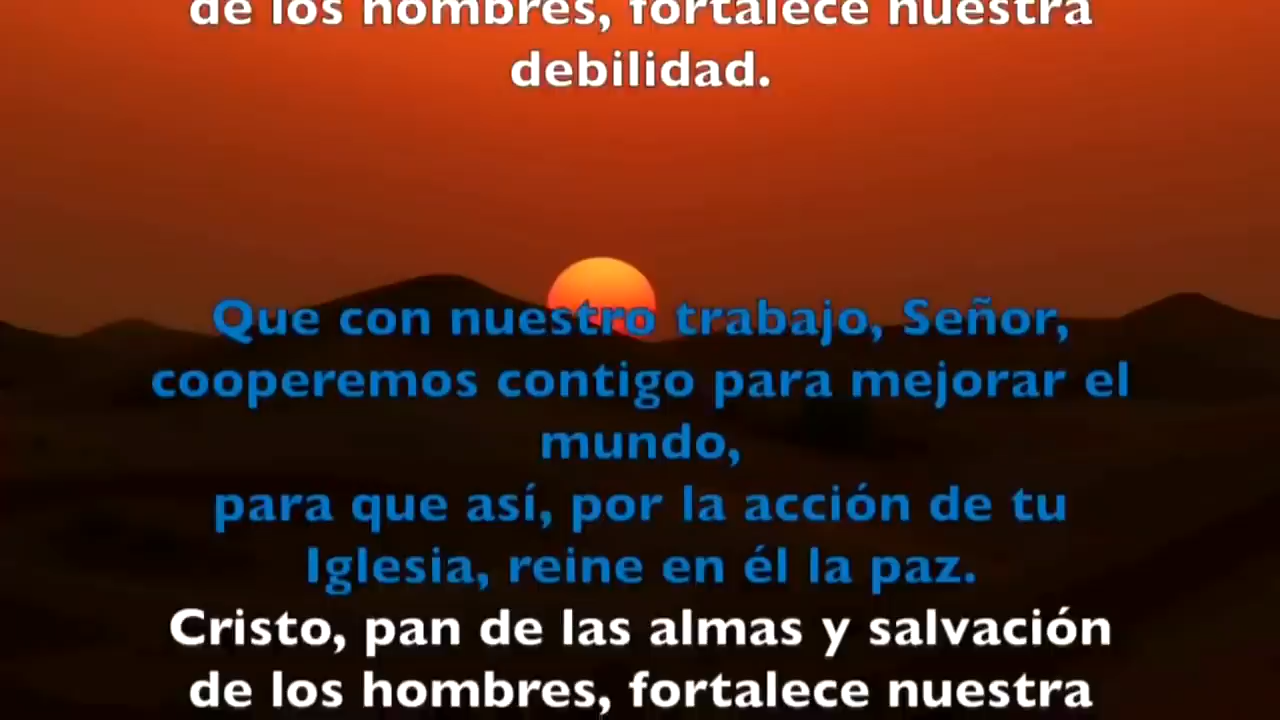 de los hombres, fortalece nuestra
debilidad.
Que con nuestro trabajo, Señor,
cooperemos contigo para mejorar el
mundo,
para que así, por la acción de tu
Iglesia, reine en él la paz.
Cristo, pan de las almas y salvación
de los hombres, fortalece nuestra